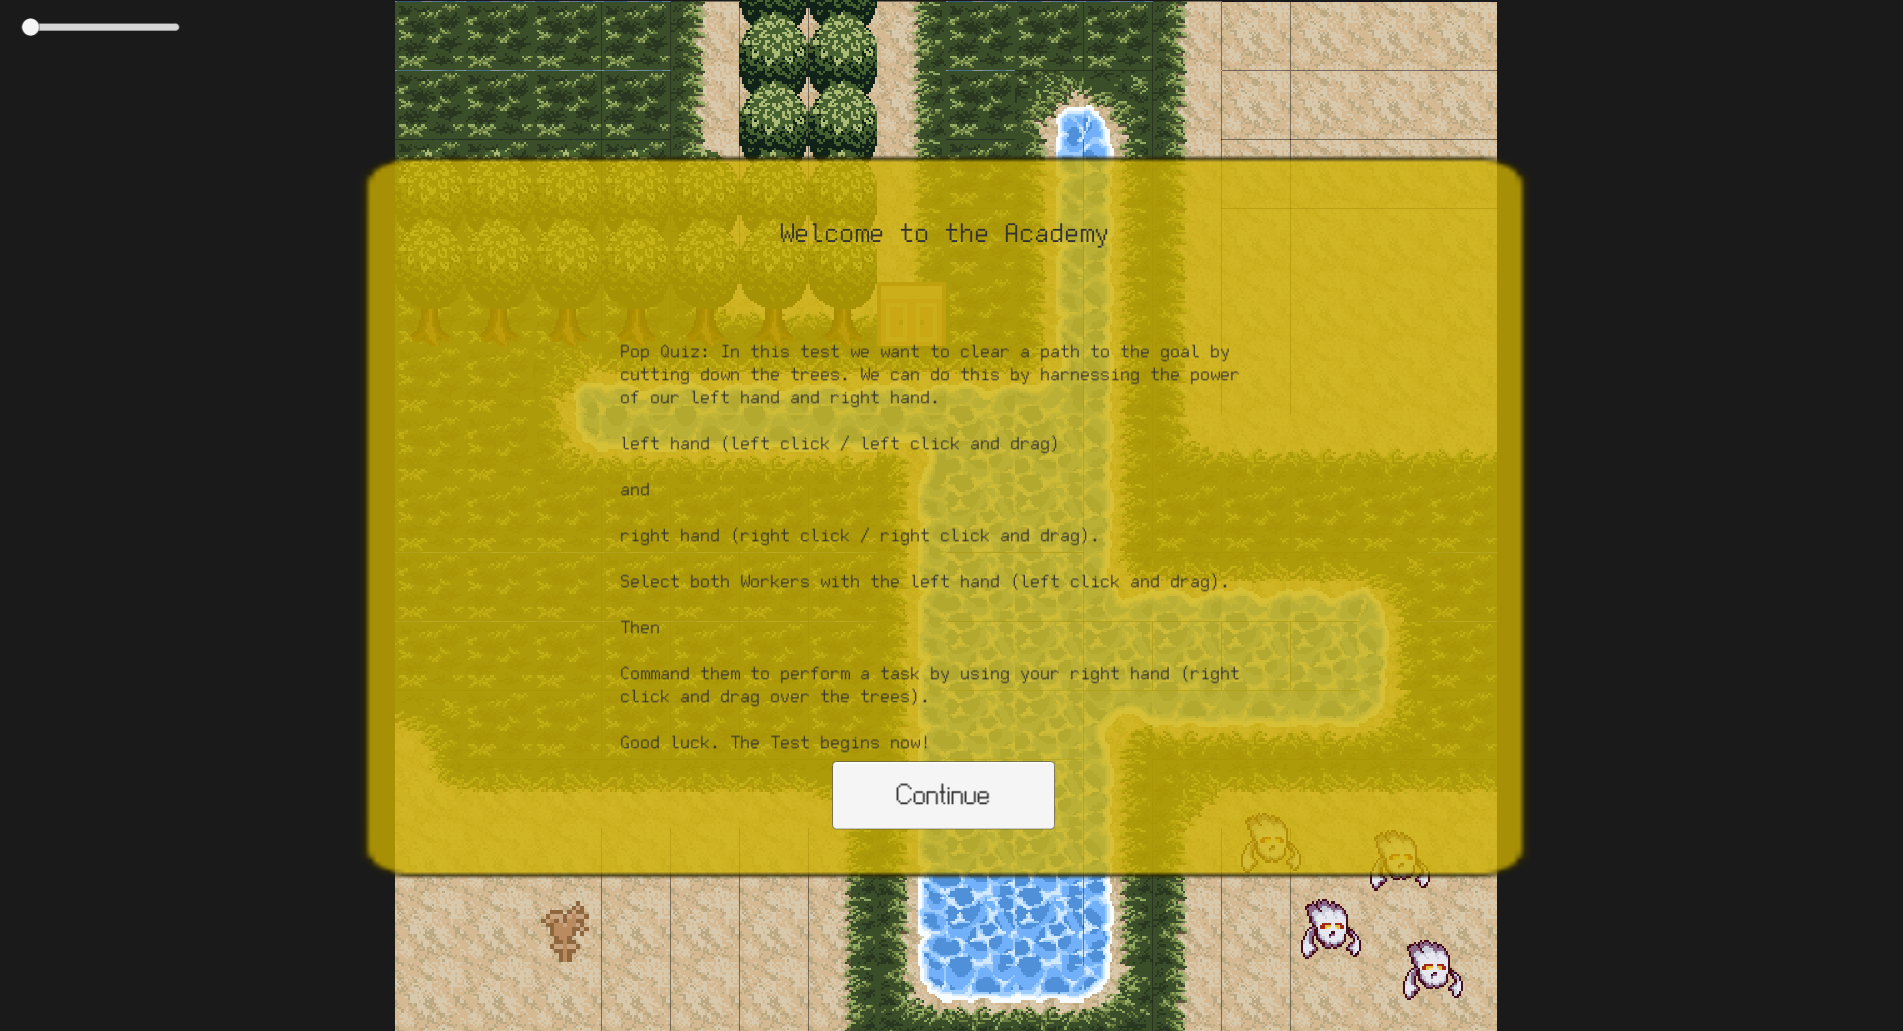 Welcome to the Academy
Pop Quiz: In this test we want to clear a path to the goal by
cutting down the trees. We can do this by harnessing the power
of our left hand and right hand.
left hand (left click / left click and drag)
and
right hand (right click / right click and drag).
Select both Workers with the left hand (left click and drag).
Then
Command them to perform a task by using your right hand (right
click and drag over the trees).
Good luck. The Test begins now!
Continue